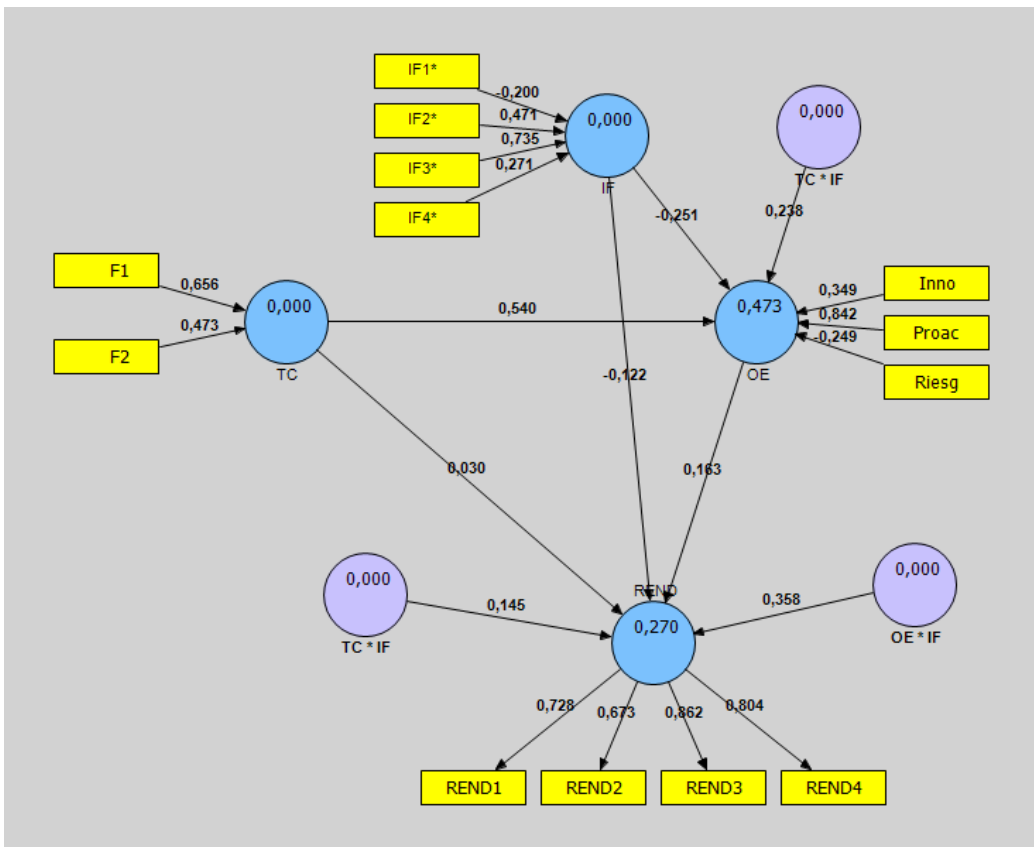 IF1*
-0,200
IF2*
0,471
IF3*
0,735
IF4*
0,271
0,000
IF
0,000
TC * IF
-0,251
0,238
F1
0,656
F2
0,473
0,000
TC
0,540
0,473
OE
Inno
0,349
Proac
0,842
Riesg
-0,249
-0,122
0,030
0,163
0,000
TC * IF
0,145
REND
0,270
0,358
0,000
OE * IF
0,728
0,673
0,862
0,804
REND1
REND2
REND3
REND4